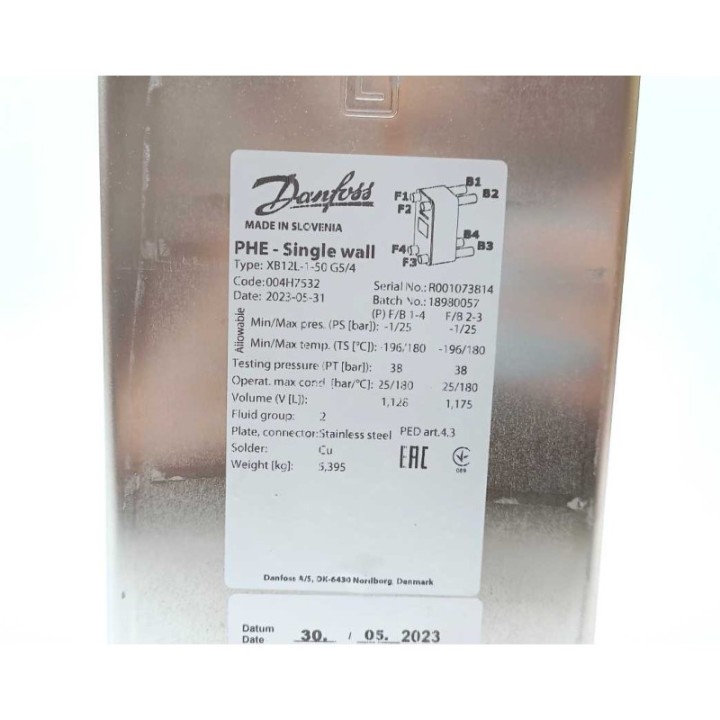 Danfoss
MADE IN SLOVENIA
F1 B1
F2 B2
F4 B4
F3 B3
PHE - Single wall
Type: XB12L-1-50 G5/4
Code:004H7532 Serial No.: R001073814
Date: 2023-05-31 Batch No.: 18980057
(P) F/B 1-4 F/B 2-3
Allowable
Min/Max pres. (PS [bar]): -1/25 -1/25
Min/Max temp. (TS [°C]): -196/180 -196/180
Testing pressure (PT [bar]): 38 38
Operat. max cond. [bar/°C]: 25/180 25/180
Volume (V [L]): 1,126 1,175
Fluid group: 2
Plate, connector:Stainless steel PED art.4.3
Solder: Cu
Weight [kg]: 5,395
EAC
Danfoss A/S, DK-6430 Nordborg, Denmark
Datum
Date 30. / 05. 2023